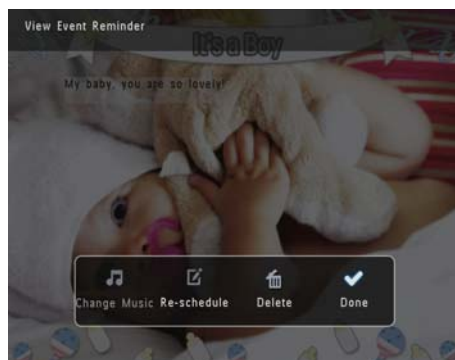 View Event Reminder
It's a Boy
My baby, you are so lovely!
Change Music Re-schedule Delete Done